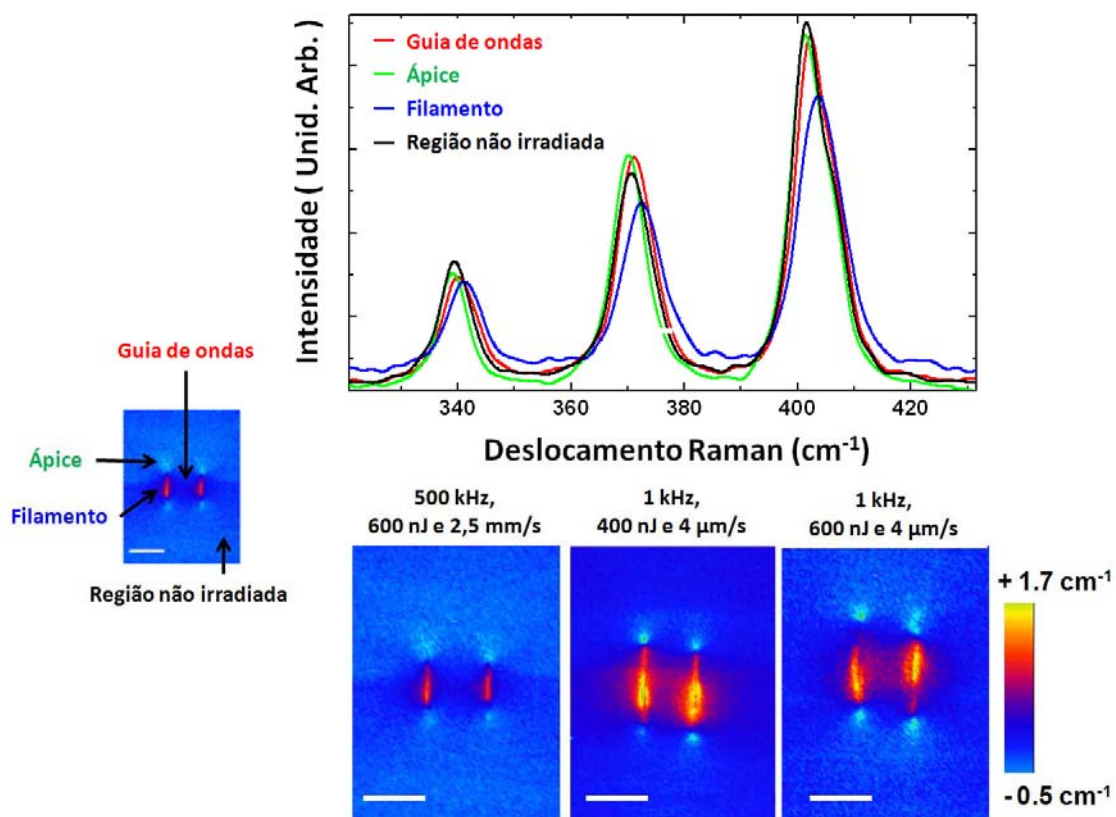 Guia de ondas
Ápice
Filamento
Região não irradiada
Intensidade ( Unid. Arb. )
340
360
380
400
420
Deslocamento Raman (cm-1)
Guia de ondas
Ápice
Filamento
Região não irradiada
500 kHz,
600 nJ e 2,5 mm/s
1 kHz,
400 nJ e 4 µm/s
1 kHz,
600 nJ e 4 µm/s
+ 1.7 cm-1
- 0.5 cm-1